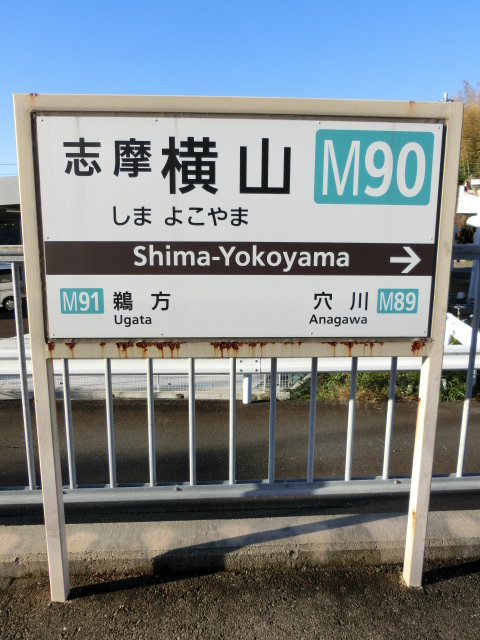 志摩横山 M90
しま よこやま
Shima-Yokoyama →
M91 鵜方 穴川 M89
Ugata Anagawa